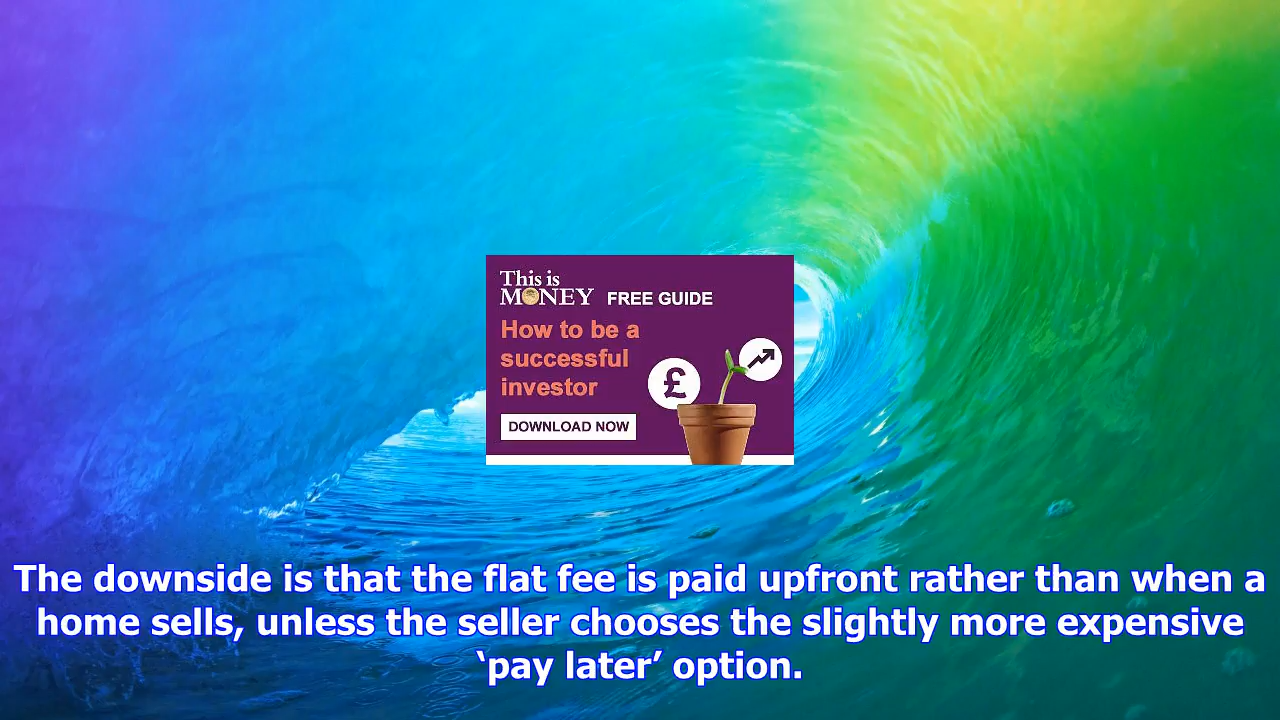 This is
MONEY FREE GUIDE
How to be a
successful
investor
£
DOWNLOAD NOW
The downside is that the flat fee is paid upfront rather than when a
home sells, unless the seller chooses the slightly more expensive
‘pay later’ option.